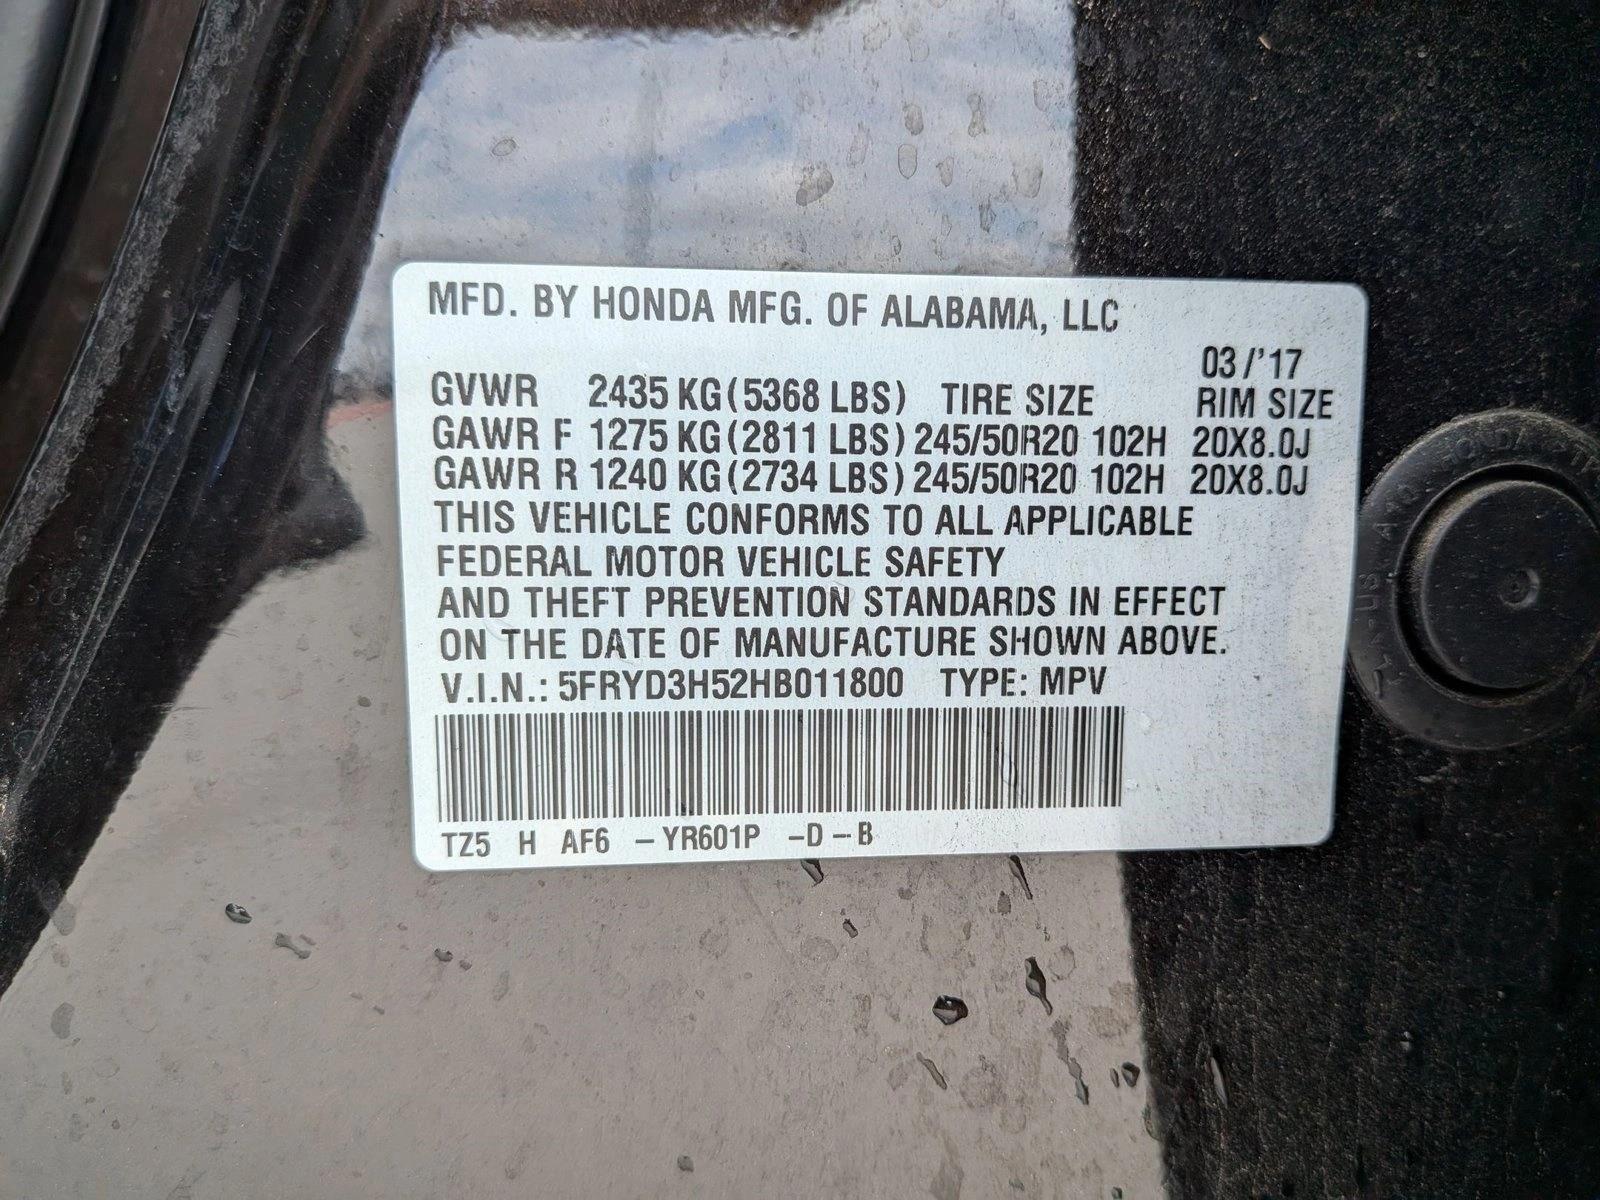 MFD. BY HONDA MFG. OF ALABAMA, LLC
03/'17
GVWR 2435 KG (5368 LBS) TIRE SIZE RIM SIZE
GAWR F 1275 KG (2811 LBS) 245/50R20 102H 20X8.0J
GAWR R 1240 KG (2734 LBS) 245/50R20 102H 20X8.0J
THIS VEHICLE CONFORMS TO ALL APPLICABLE
FEDERAL MOTOR VEHICLE SAFETY
AND THEFT PREVENTION STANDARDS IN EFFECT
ON THE DATE OF MANUFACTURE SHOWN ABOVE.
V.I.N.: 5FRYD3H52HB011800 TYPE: MPV
TZ5 H AF6 -YR601P -D-B
HONDA